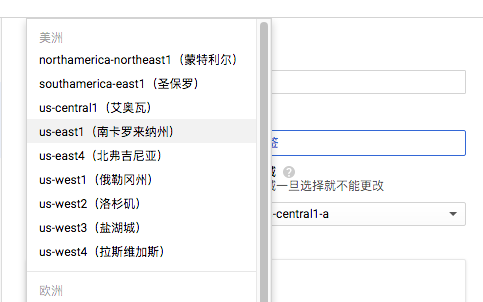 美洲
northamerica-northeast1（蒙特利尔）
southamerica-east1（圣保罗）
us-central1（艾奥瓦）
us-east1（南卡罗来纳州）
签
us-east4（北弗吉尼亚）
us-west1（俄勒冈州）
域一旦选择就不能更改
us-west2（洛杉矶）
us-west3（盐湖城）
-central1-a
us-west4（拉斯维加斯）
欧洲